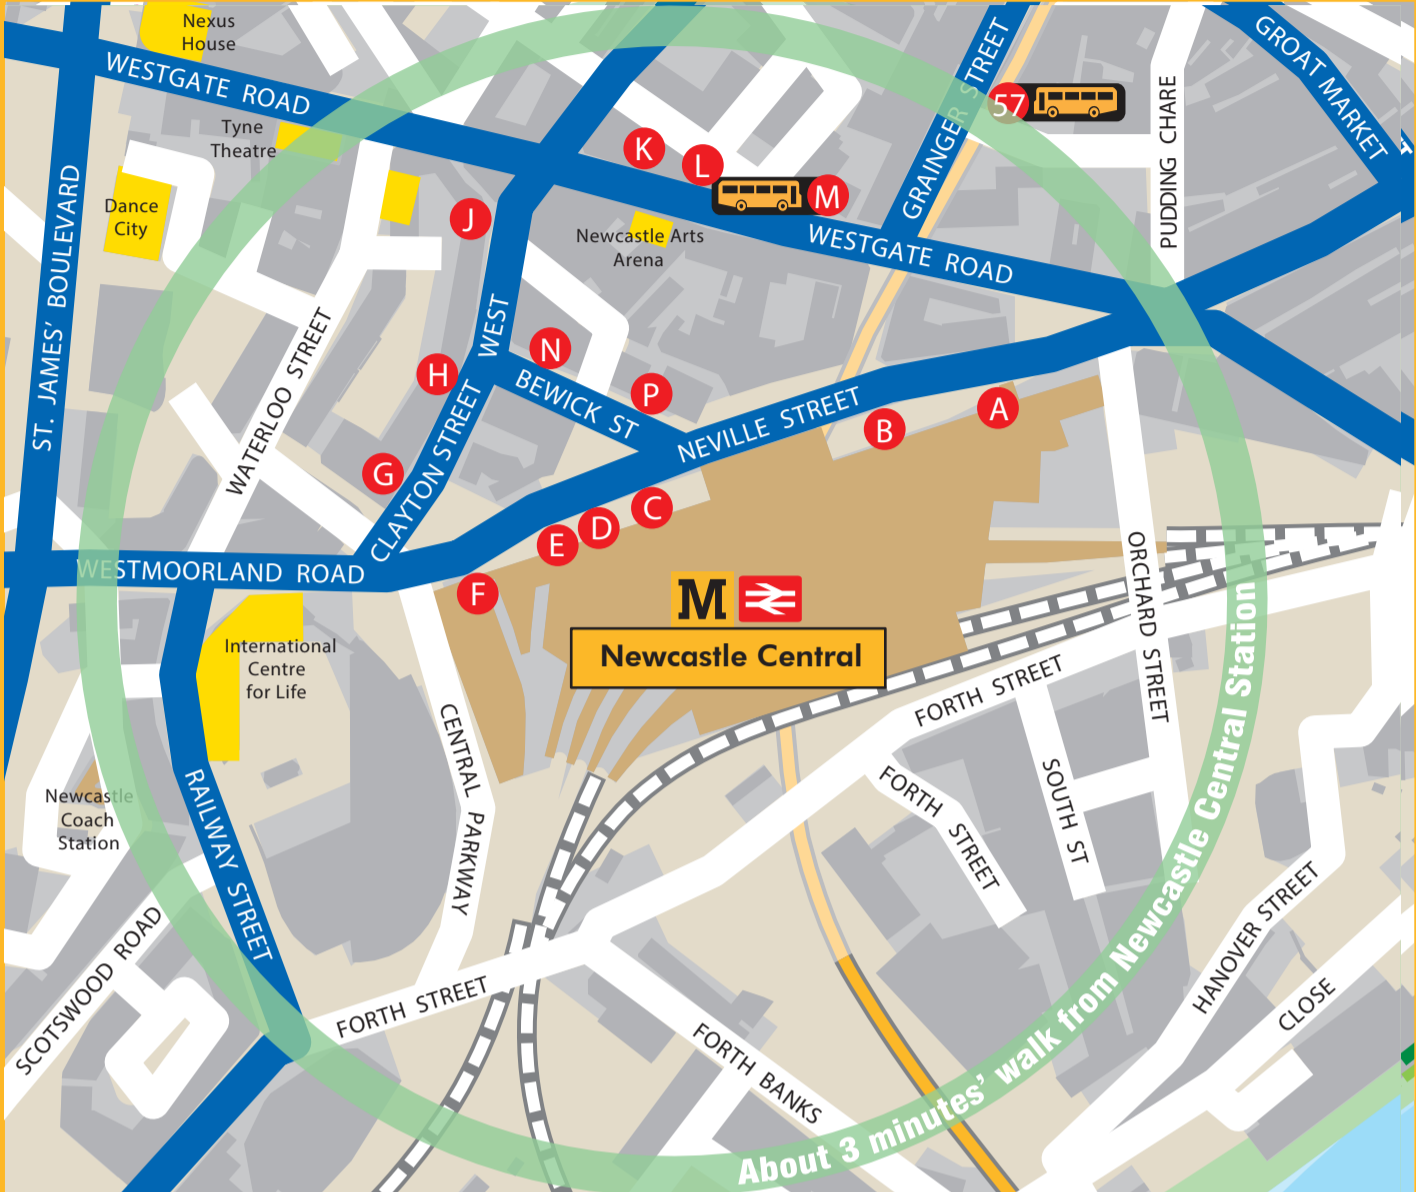 Nexus
House
GROAT MARKET
GRAINGER STREET
WESTGATE ROAD
57
PUDDING CHARE
Tyne
Theatre
K
L
M
ST. JAMES' BOULEVARD
Dance
City
J
Newcastle Arts
Arena
WESTGATE ROAD
WATERLOO STREET
CLAYTON STREET WEST
N
H
BEWICK ST
P
NEVILLE STREET
B
A
G
C
D
E
F
WESTMOORLAND ROAD
ORCHARD STREET
M
Newcastle Central
International
Centre
for Life
FORTH STREET
CENTRAL PARKWAY
RAILWAY STREET
Newcastle
Coach
Station
FORTH STREET
SOUTH ST
SCOTSWOOD ROAD
HANOVER STREET
FORTH STREET
CLOSE
FORTH BANKS
About 3 minutes' walk from Newcastle Central Station